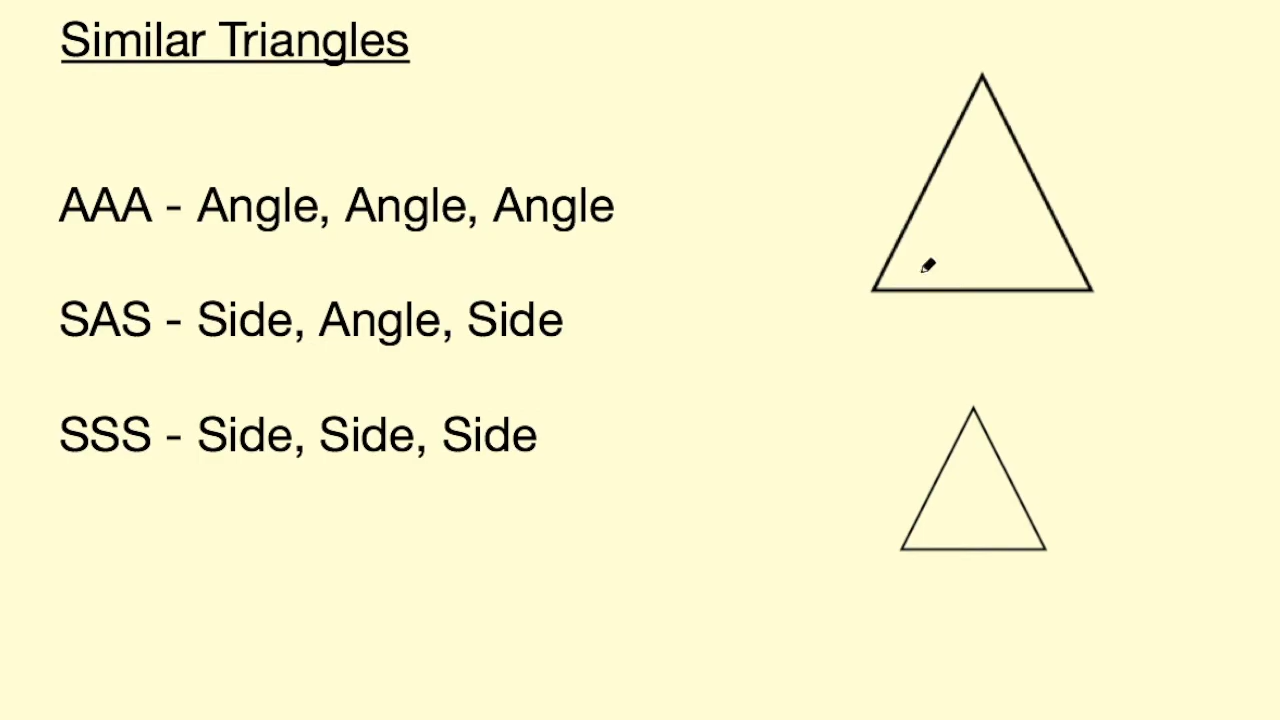 Similar Triangles
AAA - Angle, Angle, Angle
SAS - Side, Angle, Side
SSS - Side, Side, Side